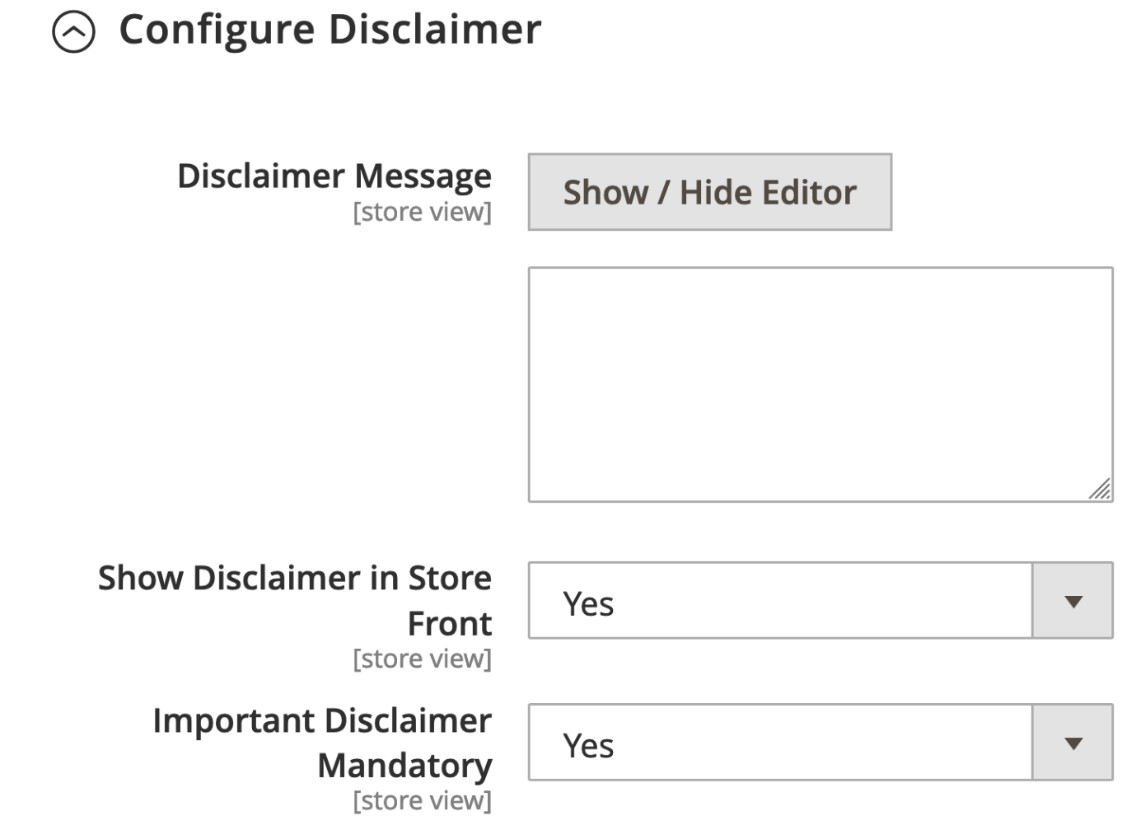 Configure Disclaimer
Disclaimer Message
[store view]
Show / Hide Editor
Show Disclaimer in Store
Front
[store view]
Yes
Important Disclaimer
Mandatory
[store view]
Yes